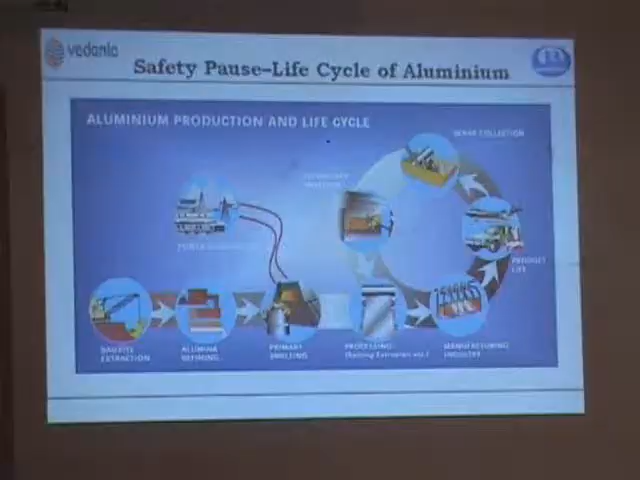 vedanta
Safety Pause–Life Cycle of Aluminium
ALUMINIUM PRODUCTION AND LIFE CYCLE
SCRAP COLLECTION
PRODUCT
LIFE
BAUXITE
EXTRACTION
ALUMINA
REFINING
PRIMARY
SMELTING
PROCESSING
MANUFACTURING
INDUSTRY